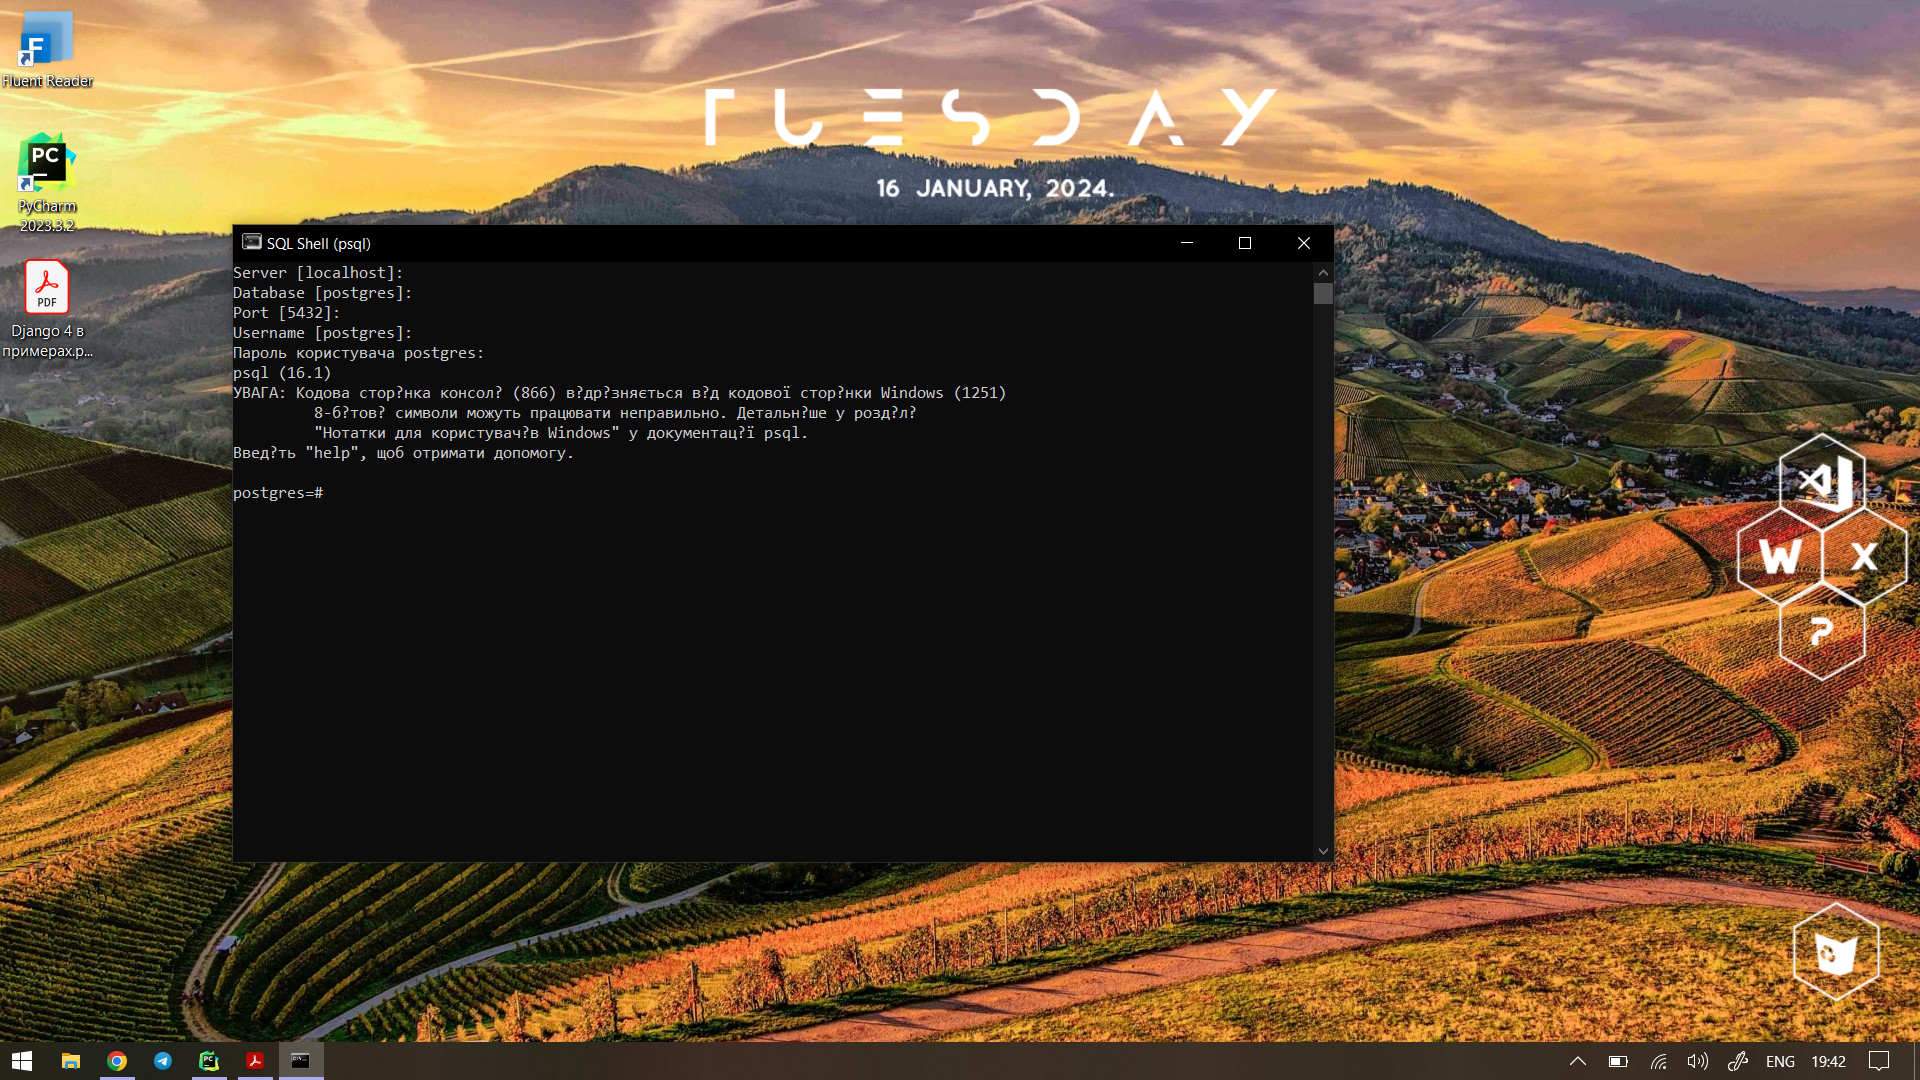 Fluent Reader
PC
PyCharm
2023.3.2
PDF
Django 4 в
примерах.p...
TUESDAY
16 JANUARY, 2024.
SQL Shell (psql)
Server [localhost]:
Database [postgres]:
Port [5432]:
Username [postgres]:
Пароль користувача postgres:
psql (16.1)
УВАГА: Кодова стор?нка консол? (866) в?др?зняється в?д кодової стор?нки Windows (1251)
8-б?тов? символи можуть працювати неправильно. Детальн?ше у розд?л?
"Нотатки для користувач?в Windows" у документац?ї psql.
Введ?ть "help", щоб отримати допомогу.
postgres=#
W X
?
ENG 19:42